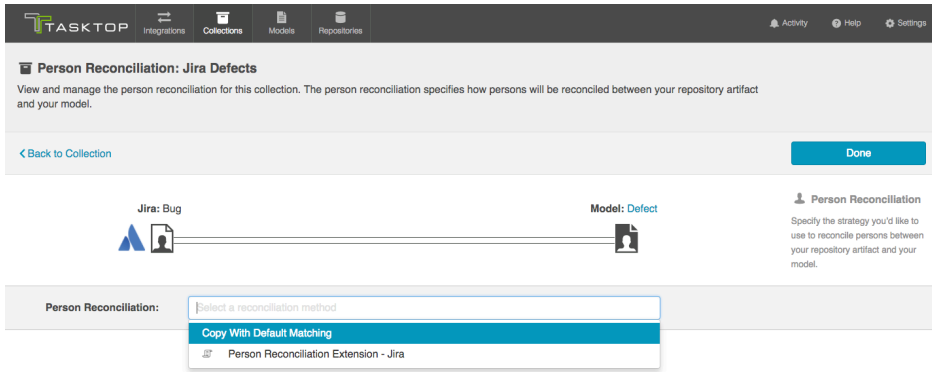 TASKTOP
Integrations
Collections
Models
Repositories
Activity
Help
Settings
Person Reconciliation: Jira Defects
View and manage the person reconciliation for this collection. The person reconciliation specifies how persons will be reconciled between your repository artifact
and your model.
Back to Collection
Done
Jira: Bug
Model: Defect
Person Reconciliation
Specify the strategy you'd like to
use to reconcile persons between
your repository artifact and your
model.
Person Reconciliation:
Select a reconciliation method
Copy With Default Matching
Person Reconciliation Extension - Jira